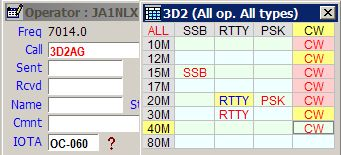 Operator : JA1NLX
Freq 7014.0
Call 3D2AG
Sent
Rcvd
Name
Cmnt
IOTA OC-060 ?
3D2 (All op. All types)
ALL SSB RTTY PSK CW
10M CW
12M
15M SSB CW
17M CW
20M RTTY PSK CW
30M RTTY CW
40M CW
80M